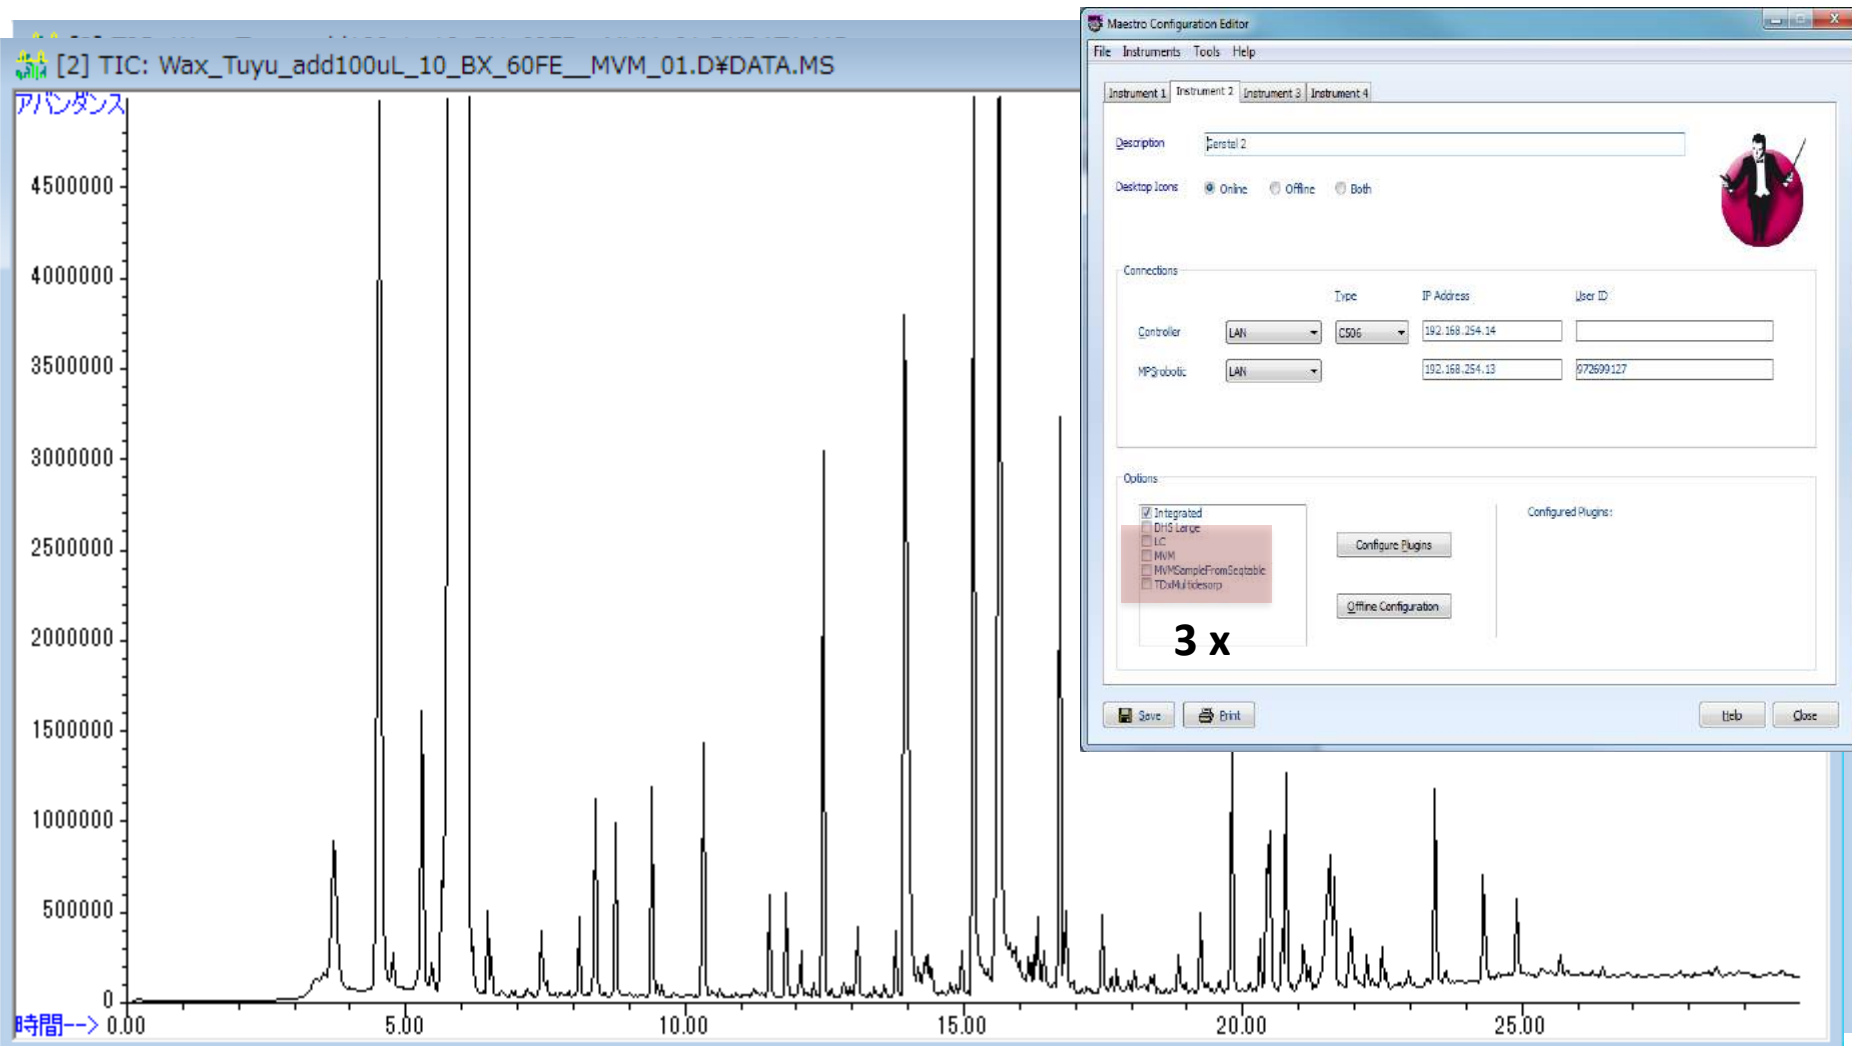 [2] TIC: Wax_Tuyu_add100uL_10_BX_60FE__MVM_01.D¥DATA.MS
アバンダンス
4500000
4000000
3500000
3000000
2500000
2000000
1500000
1000000
500000
0
時間--> 0.00 5.00 10.00 15.00 20.00 25.00
Maestro Configuration Editor
File Instruments Tools Help
Instrument 1 Instrument 2 Instrument 3 Instrument 4
Description Gerstel 2
Desktop Icons Online Offline Both
Connections
Type IP Address User ID
Controller LAN C506 192.168.254.14
MPSrobotic LAN 192.168.254.13 972699127
Options
Integrated
DHS Large
LC
MVM
MVMSampleFromSeqtable
TDxMultidesorp
Configure Plugins
Offline Configuration
Configured Plugins:
3 x
Save Print Help Close